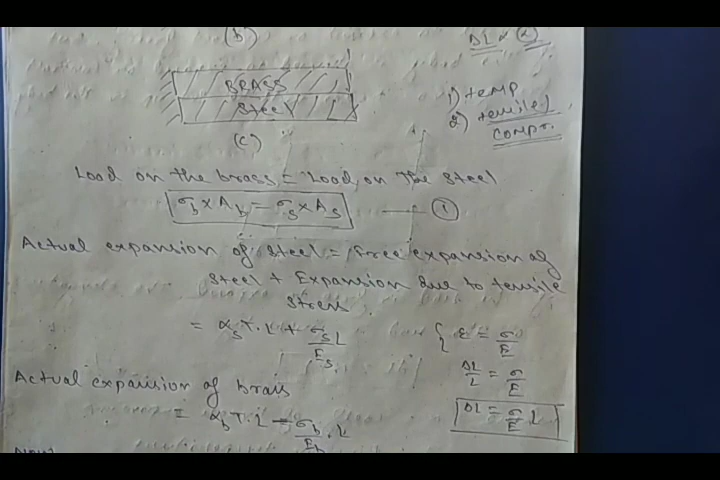 (b)
ΔL α (α)
BRASS
Steel
1) temp
2) tensile/
compr.
(c)
Load on the brass = Load on the steel
σb × Ab = σs × As — ①
Actual expansion of steel = Free expansion of
steel + Expansion due to tensile
stress
= αs T. L + σs/Es L
{ ε = σ/E
ΔL/L = σ/E
ΔL = σ/E L
Actual expansion of brass
= αb T. L − σb/Eb . L
Now